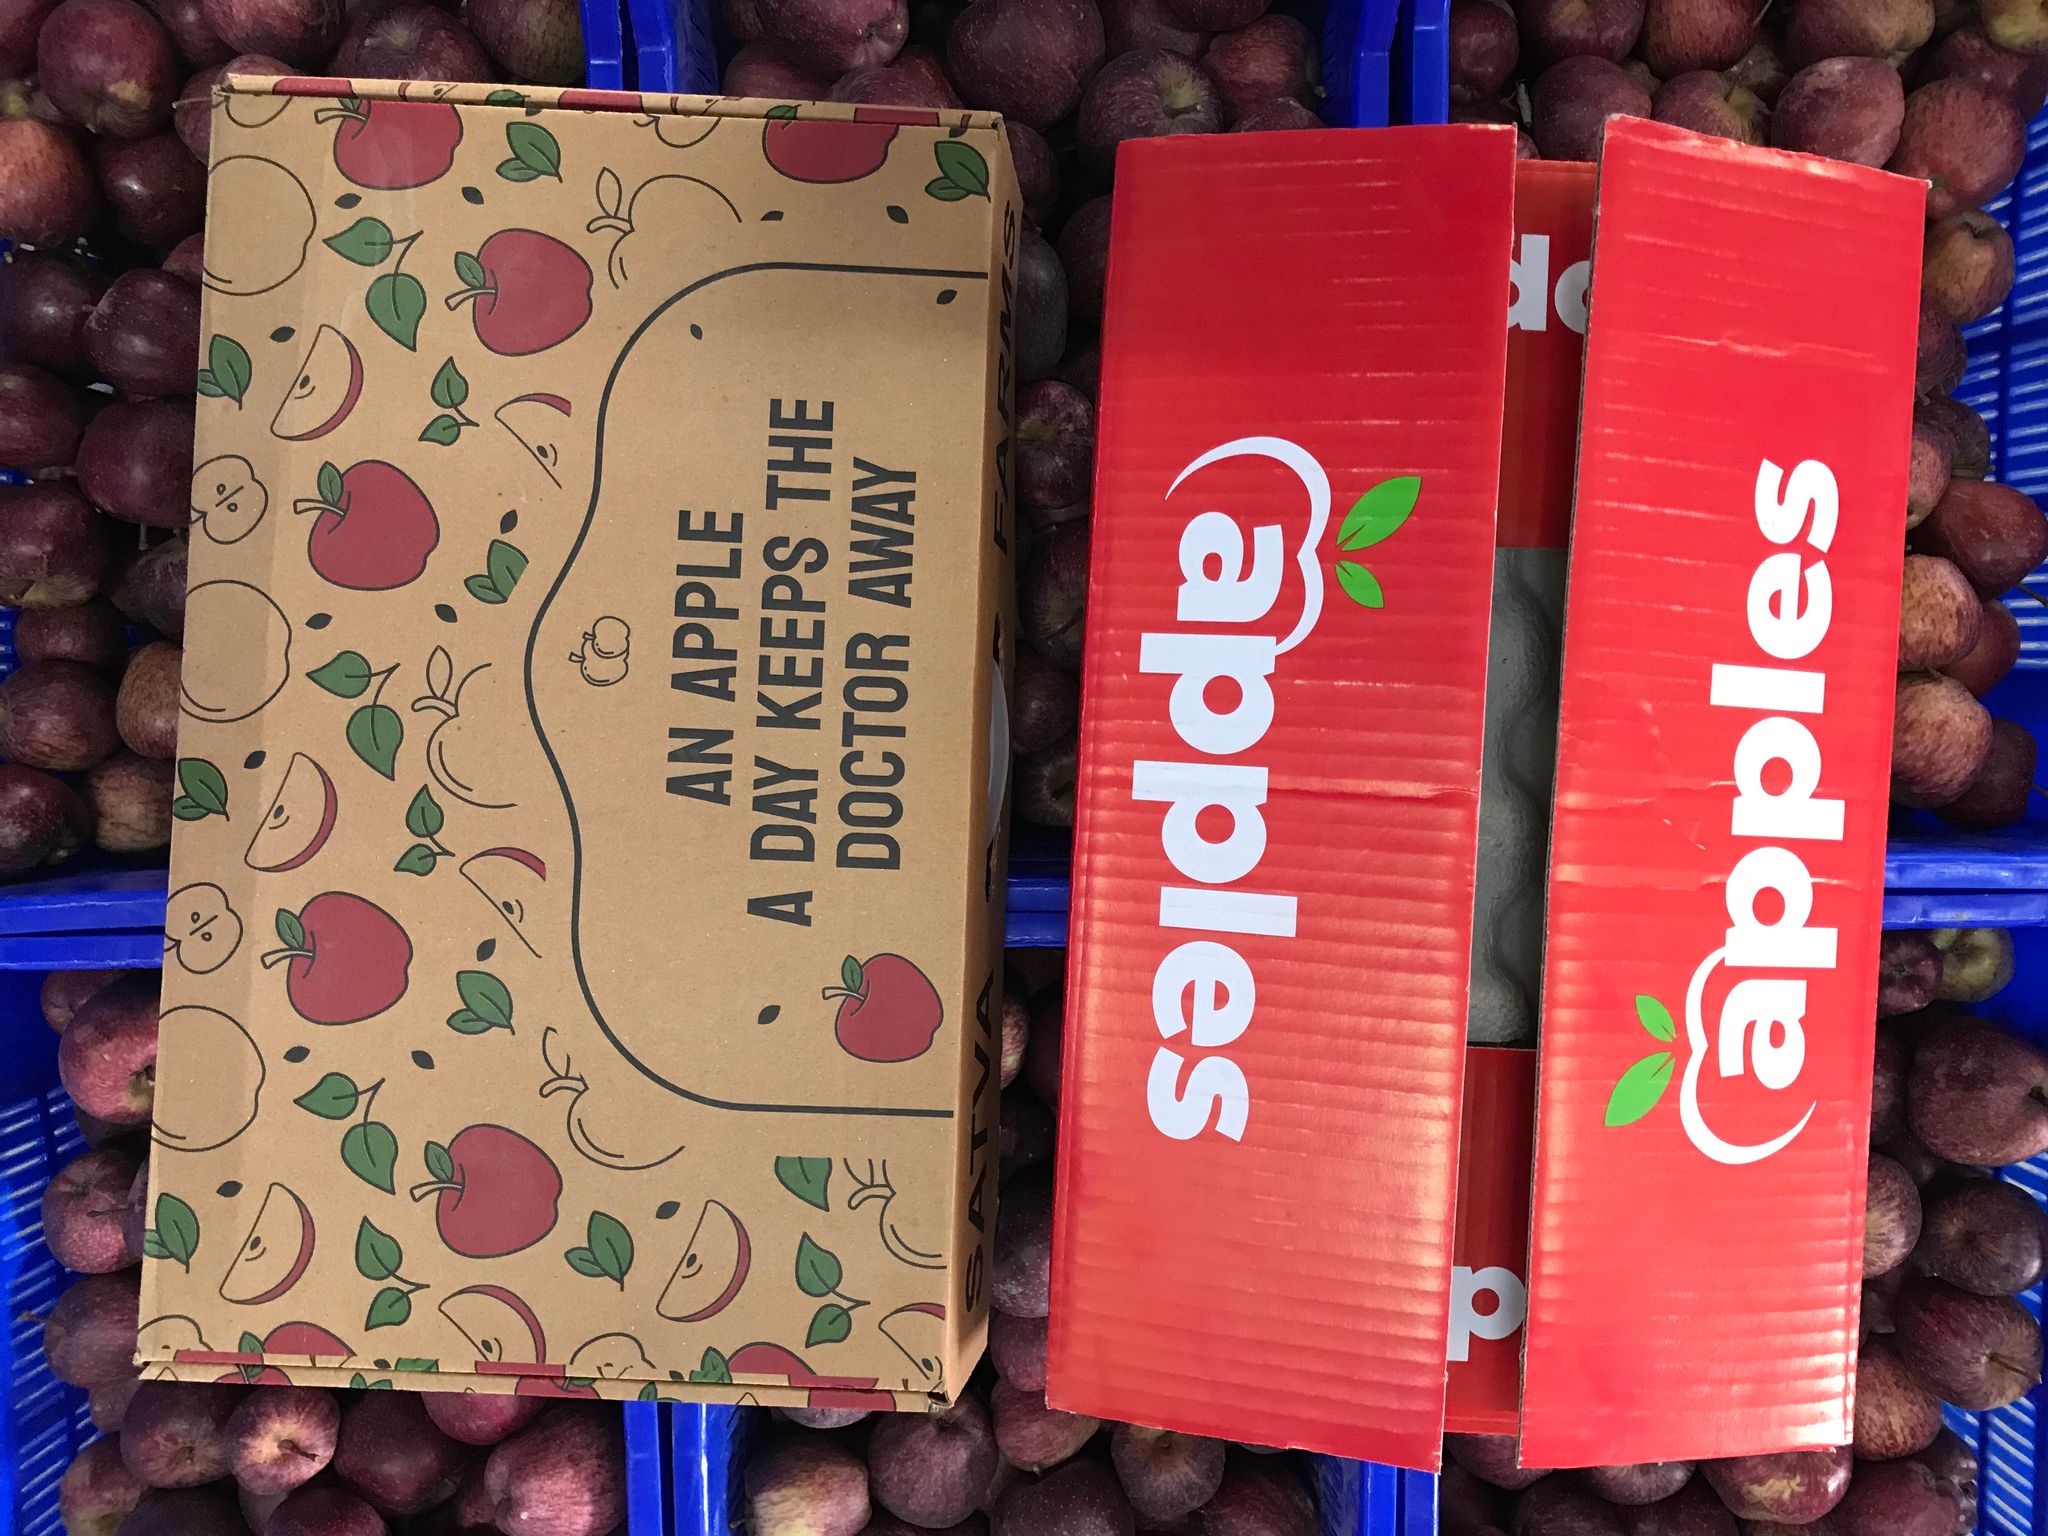 AN APPLE
A DAY KEEPS THE
DOCTOR AWAY
SATVA
FARMS
apples
apples